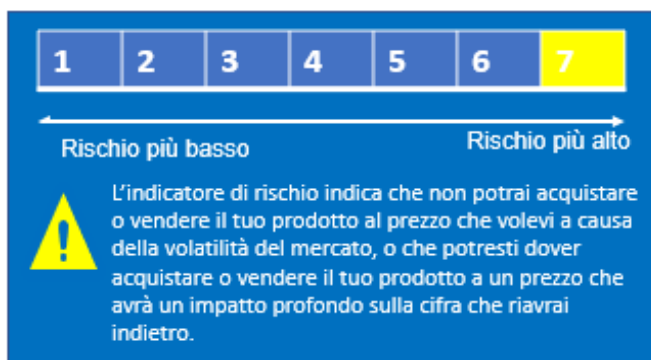 1 2 3 4 5 6 7
Rischio più basso
Rischio più alto
L'indicatore di rischio indica che non potrai acquistare
o vendere il tuo prodotto al prezzo che volevi a causa
della volatilità del mercato, o che potresti dover
acquistare o vendere il tuo prodotto a un prezzo che
avrà un impatto profondo sulla cifra che riavrai
indietro.